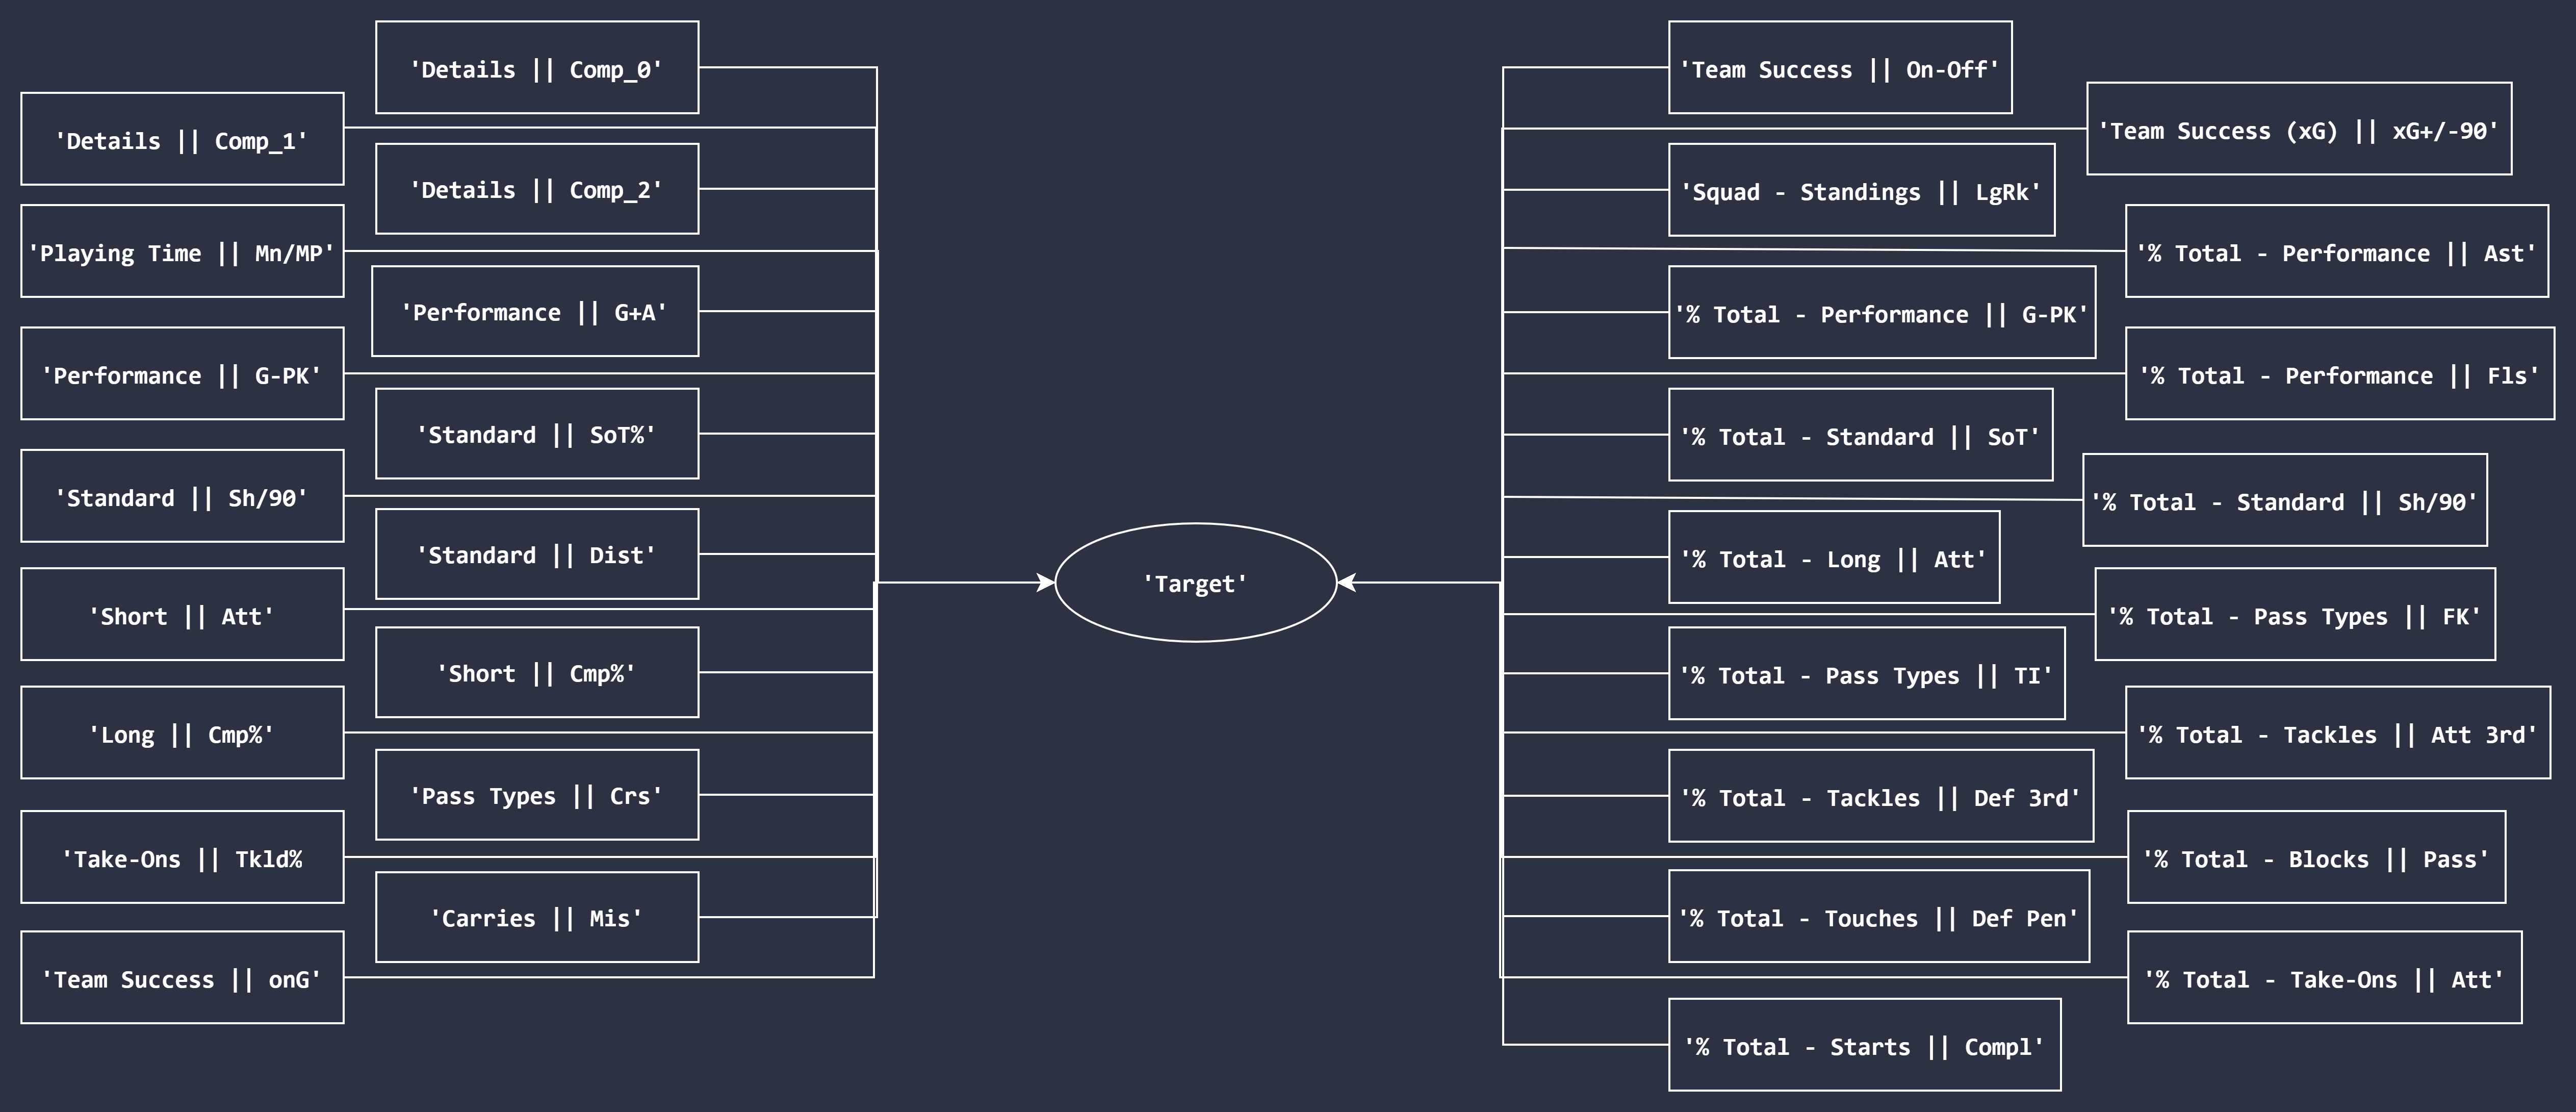 'Details || Comp_0'
'Details || Comp_1'
'Details || Comp_2'
'Playing Time || Mn/MP'
'Performance || G+A'
'Performance || G-PK'
'Standard || SoT%'
'Standard || Sh/90'
'Standard || Dist'
'Short || Att'
'Short || Cmp%'
'Long || Cmp%'
'Pass Types || Crs'
'Take-Ons || Tkld%
'Carries || Mis'
'Team Success || onG'
'Target'
'Team Success || On-Off'
'Team Success (xG) || xG+/-90'
'Squad - Standings || LgRk'
'% Total - Performance || Ast'
'% Total - Performance || G-PK'
'% Total - Performance || Fls'
'% Total - Standard || SoT'
'% Total - Standard || Sh/90'
'% Total - Long || Att'
'% Total - Pass Types || FK'
'% Total - Pass Types || TI'
'% Total - Tackles || Att 3rd'
'% Total - Tackles || Def 3rd'
'% Total - Blocks || Pass'
'% Total - Touches || Def Pen'
'% Total - Take-Ons || Att'
'% Total - Starts || Compl'